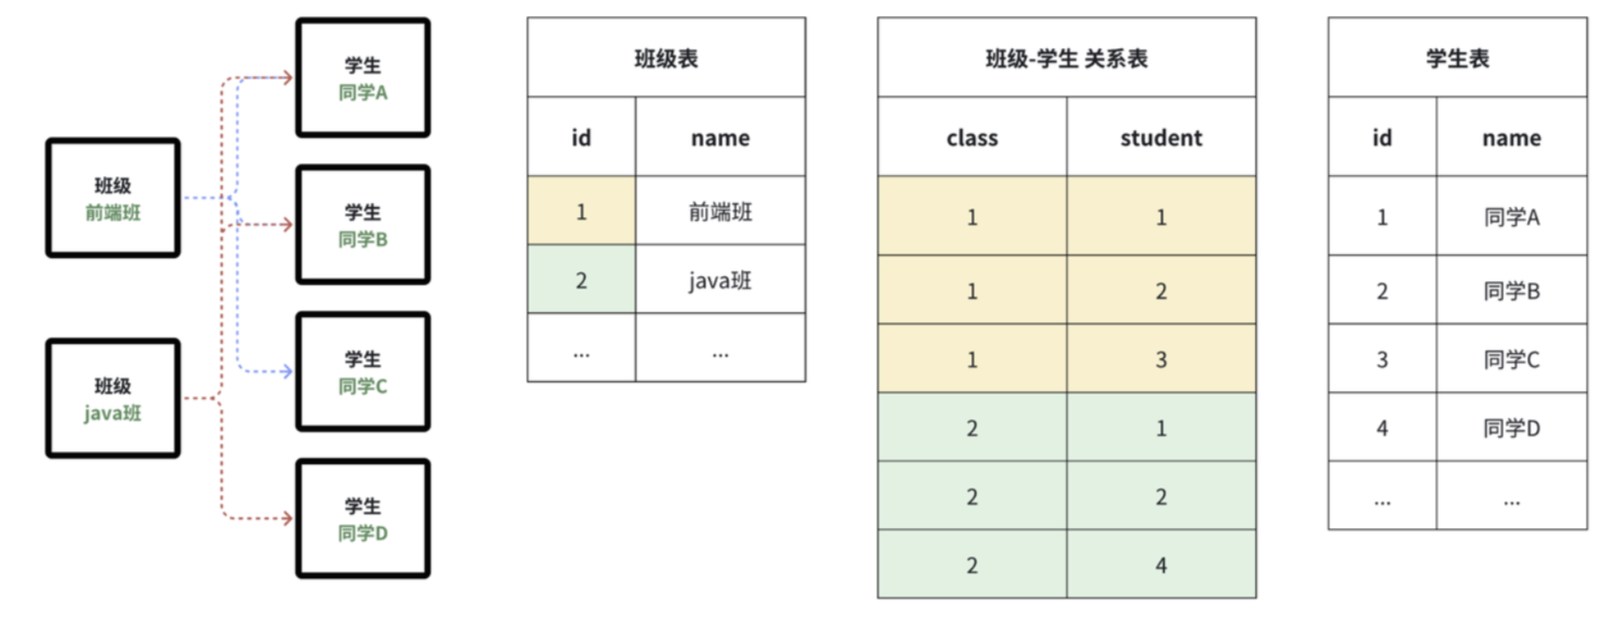 班级
前端班
班级
java班
学生
同学A
学生
同学B
学生
同学C
学生
同学D
班级表
id name
1 前端班
2 java班
... ...
班级-学生 关系表
class student
1 1
1 2
1 3
2 1
2 2
2 4
学生表
id name
1 同学A
2 同学B
3 同学C
4 同学D
... ...